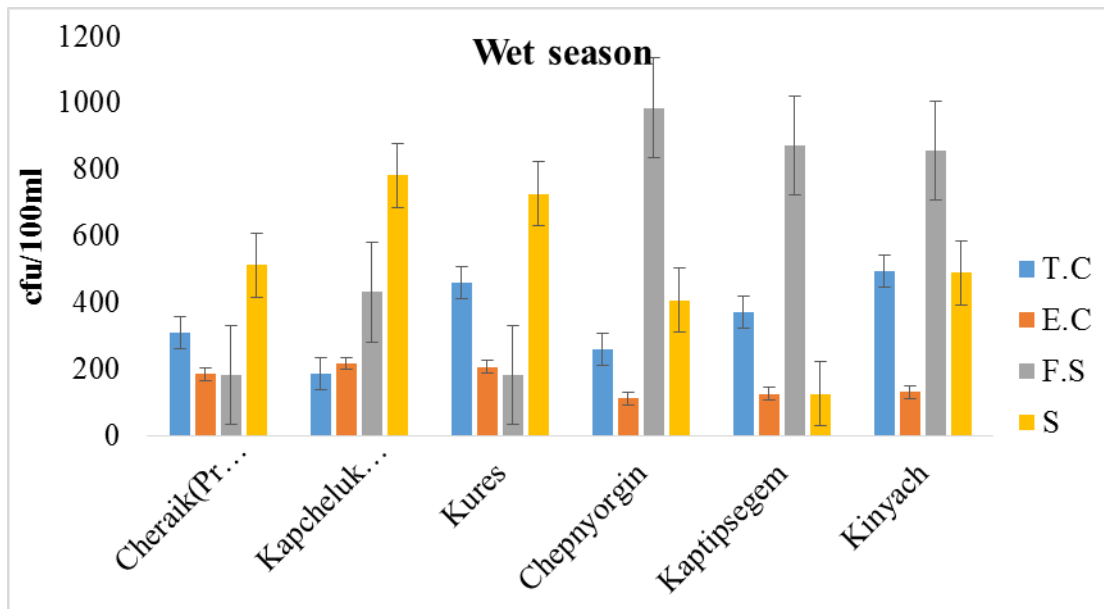 Wet season
cfu/100ml
1200
1000
800
600
400
200
0
Cheraik(Pr…
Kapcheluk…
Kures
Chepnyorgin
Kaptipsegem
Kinyach
T.C
E.C
F.S
S